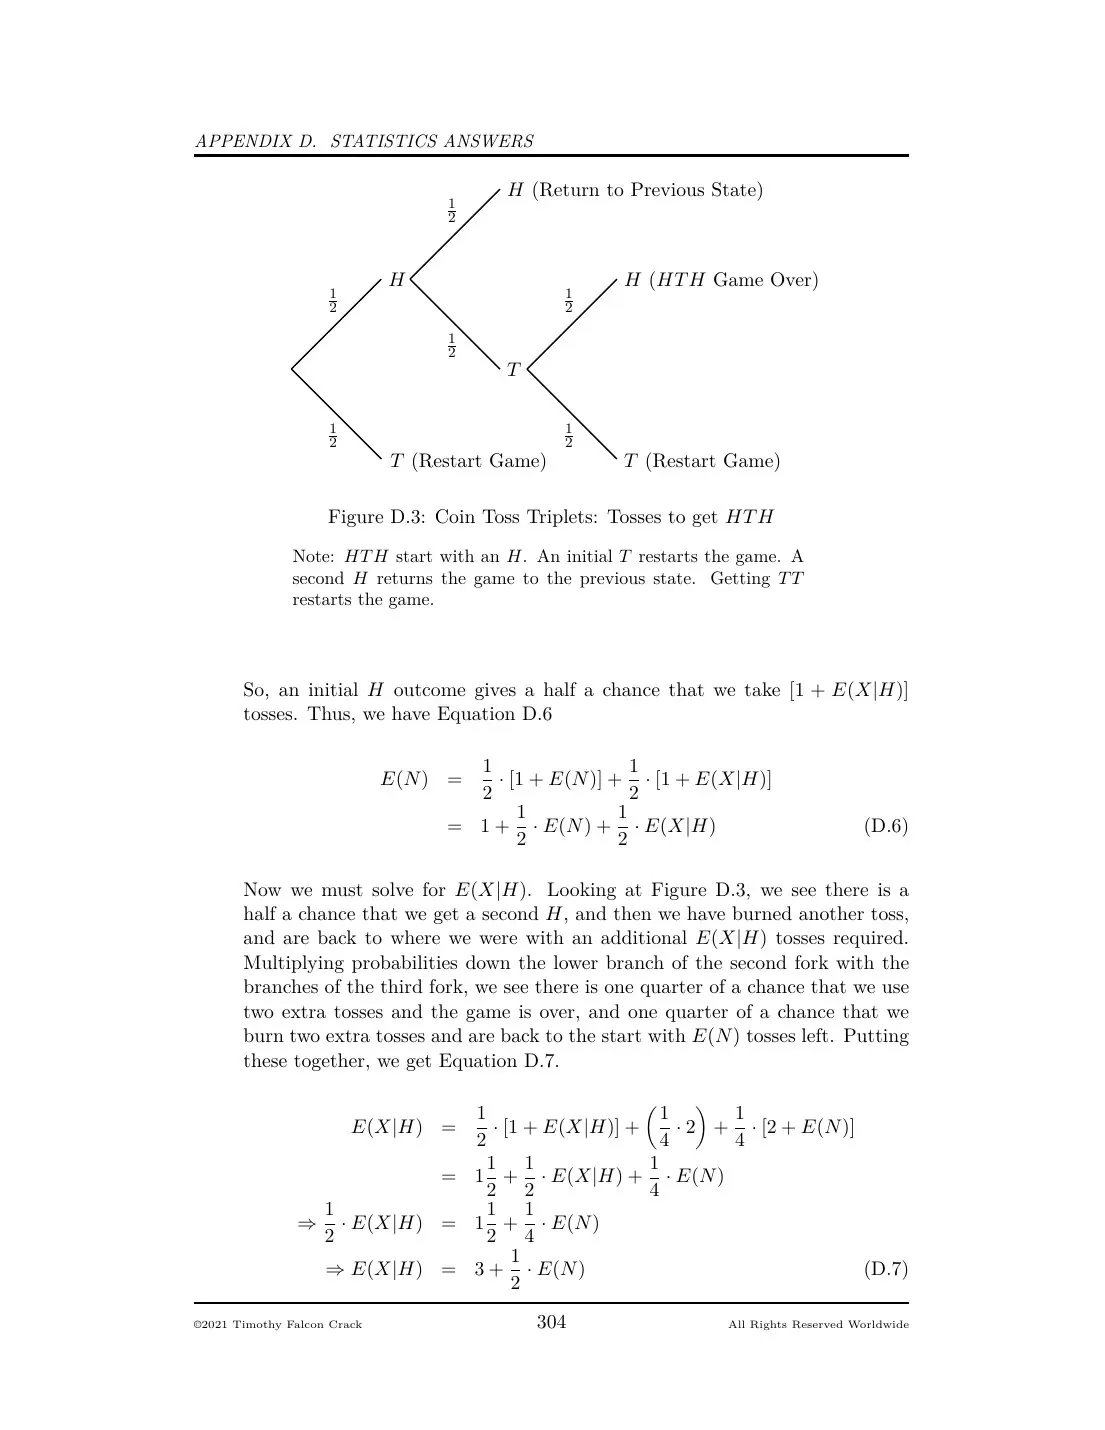 APPENDIX D. STATISTICS ANSWERS
H (Return to Previous State)
1/2
H
H (HTH Game Over)
1/2
1/2
1/2
T
1/2
1/2
T (Restart Game)
T (Restart Game)
Figure D.3: Coin Toss Triplets: Tosses to get HTH
Note: HTH start with an H. An initial T restarts the game. A
second H returns the game to the previous state. Getting TT
restarts the game.
So, an initial H outcome gives a half a chance that we take [1 + E(X|H)]
tosses. Thus, we have Equation D.6
E(N) = 1/2 · [1 + E(N)] + 1/2 · [1 + E(X|H)]
= 1 + 1/2 · E(N) + 1/2 · E(X|H) (D.6)
Now we must solve for E(X|H). Looking at Figure D.3, we see there is a
half a chance that we get a second H, and then we have burned another toss,
and are back to where we were with an additional E(X|H) tosses required.
Multiplying probabilities down the lower branch of the second fork with the
branches of the third fork, we see there is one quarter of a chance that we use
two extra tosses and the game is over, and one quarter of a chance that we
burn two extra tosses and are back to the start with E(N) tosses left. Putting
these together, we get Equation D.7.
E(X|H) = 1/2 · [1 + E(X|H)] + (1/4 · 2) + 1/4 · [2 + E(N)]
= 1 1/2 + 1/2 · E(X|H) + 1/4 · E(N)
⇒ 1/2 · E(X|H) = 1 1/2 + 1/4 · E(N)
⇒ E(X|H) = 3 + 1/2 · E(N) (D.7)
©2021 Timothy Falcon Crack 304 All Rights Reserved Worldwide